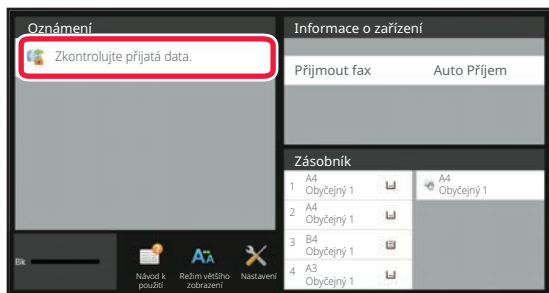 Oznámení
Zkontrolujte přijatá data.
Informace o zařízení
Přijmout fax Auto Příjem
Zásobník
1 A4
Obyčejný 1
2 A4
Obyčejný 1
3 B4
Obyčejný 1
4 A3
Obyčejný 1
A4
Obyčejný 1
Bk
Návod k
použití
Režim většího
zobrazení
Nastavení